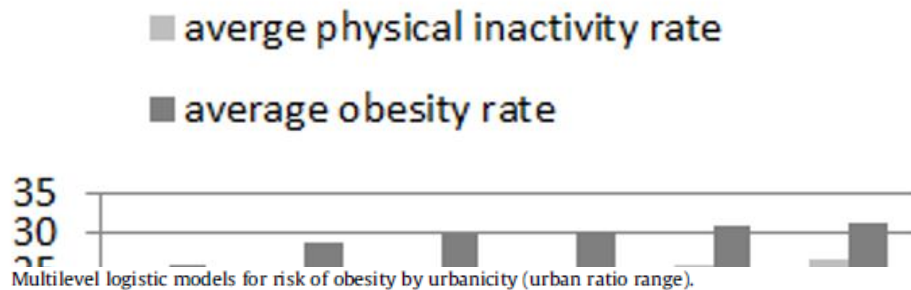 averge physical inactivity rate
average obesity rate
35
30
25
Multilevel logistic models for risk of obesity by urbanicity (urban ratio range).